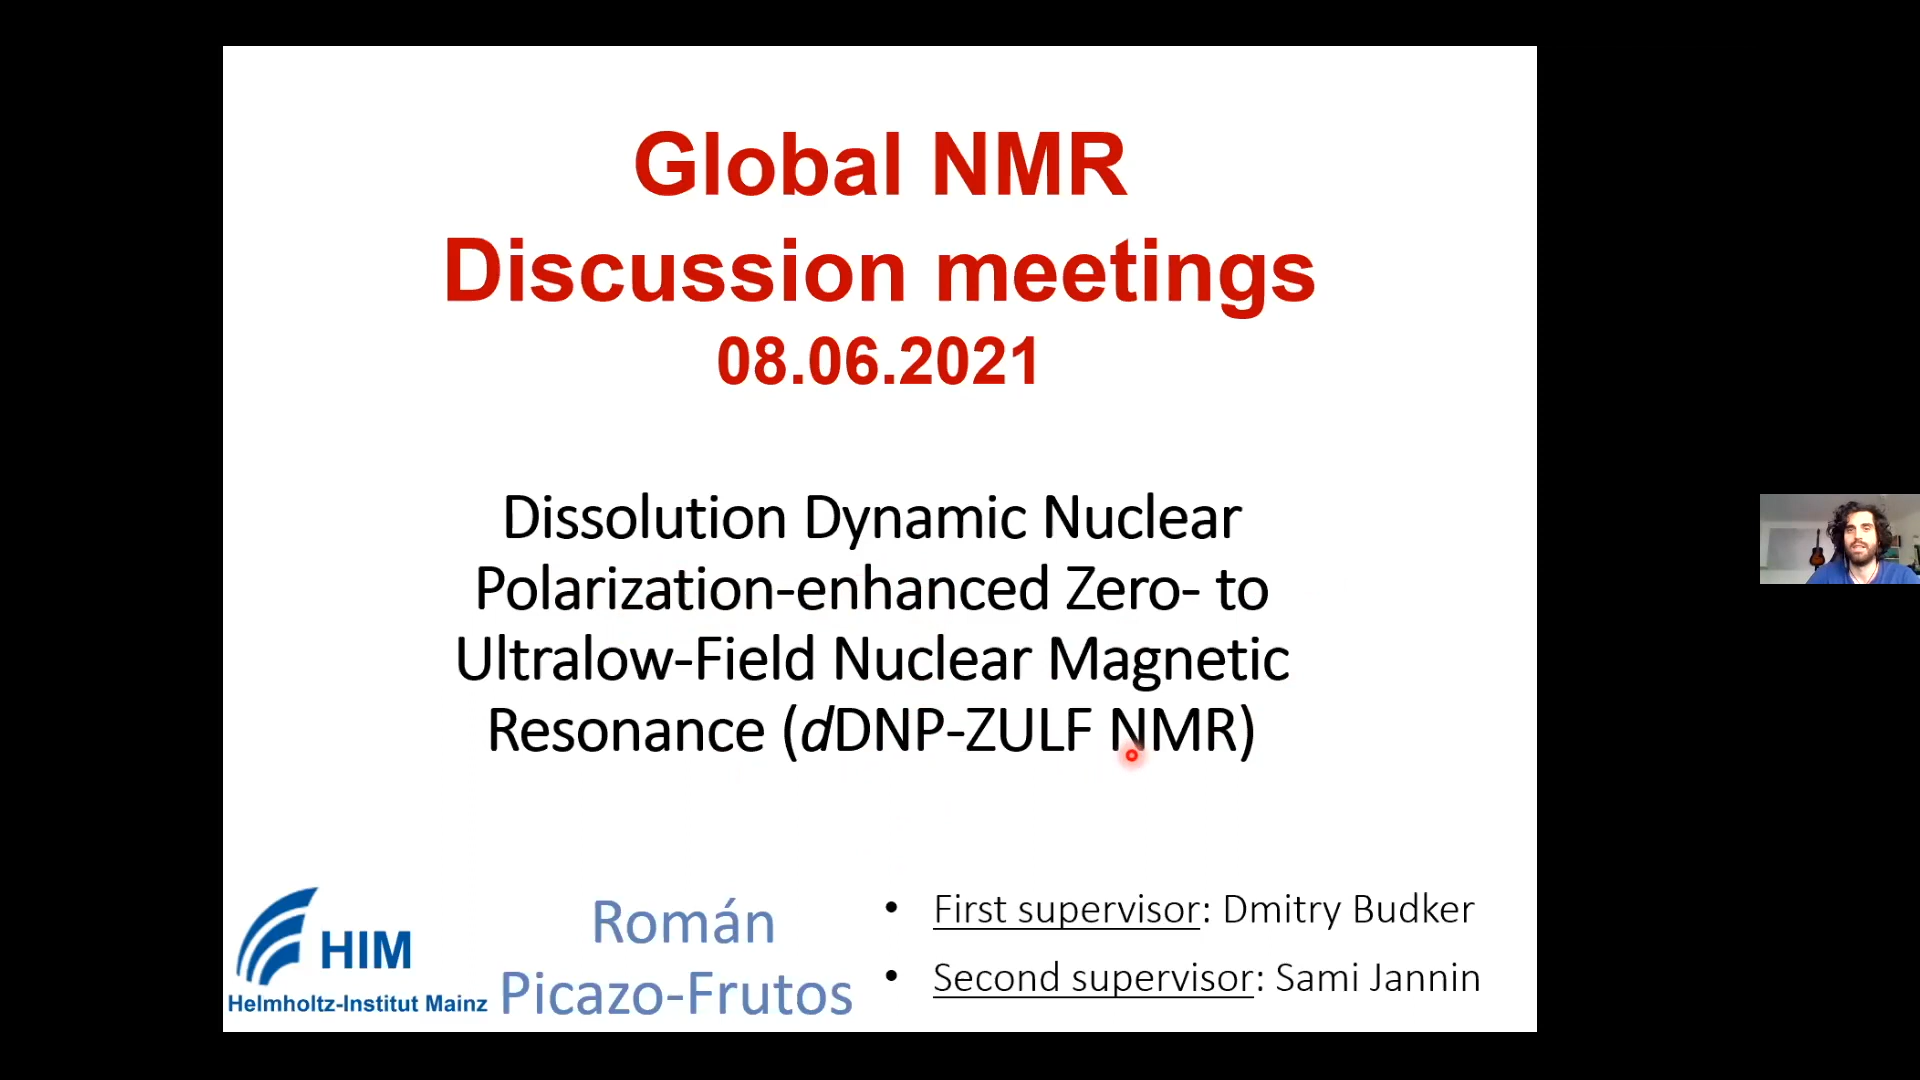 Global NMR
Discussion meetings
08.06.2021
Dissolution Dynamic Nuclear
Polarization-enhanced Zero- to
Ultralow-Field Nuclear Magnetic
Resonance (dDNP-ZULF NMR)
HIM
Helmholtz-Institut Mainz
Román
Picazo-Frutos
• First supervisor: Dmitry Budker
• Second supervisor: Sami Jannin